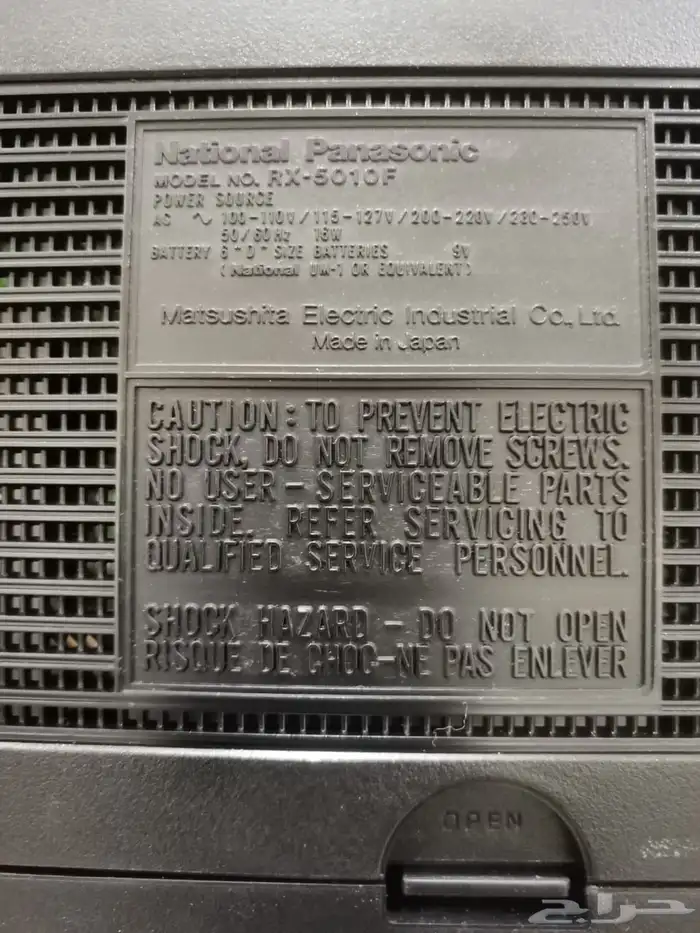 National Panasonic
MODEL NO. RX-5010F
POWER SOURCE
AC ∿ 100-110V/115-127V/200-220V/230-250V
50/60Hz 16W
BATTERY 6 "D" SIZE BATTERIES 9V
(National UM-1 OR EQUIVALENT)
Matsushita Electric Industrial Co., Ltd.
Made in Japan
CAUTION: TO PREVENT ELECTRIC
SHOCK, DO NOT REMOVE SCREWS.
NO USER-SERVICEABLE PARTS
INSIDE. REFER SERVICING TO
QUALIFIED SERVICE PERSONNEL.
SHOCK HAZARD - DO NOT OPEN
RISQUE DE CHOC-NE PAS ENLEVER
OPEN
حراج